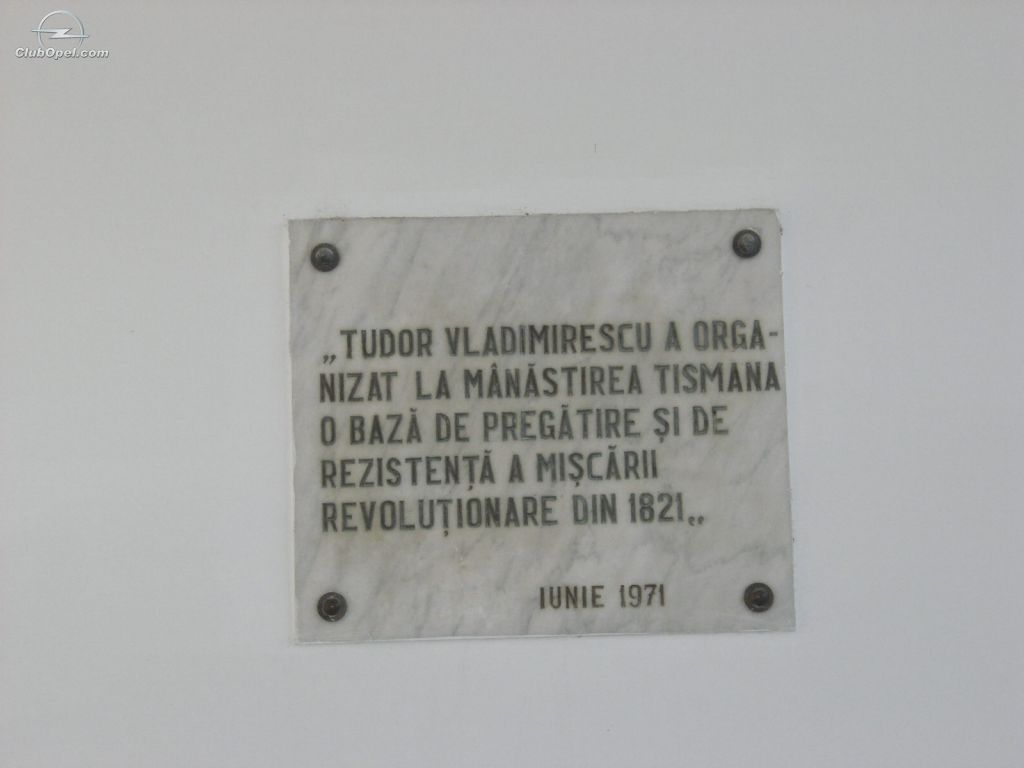 ClubOpel.com
„TUDOR VLADIMIRESCU A ORGA-
NIZAT LA MÂNĂSTIREA TISMANA
O BAZĂ DE PREGĂTIRE ȘI DE
REZISTENȚĂ A MIȘCĂRII
REVOLUȚIONARE DIN 1821„
IUNIE 1971